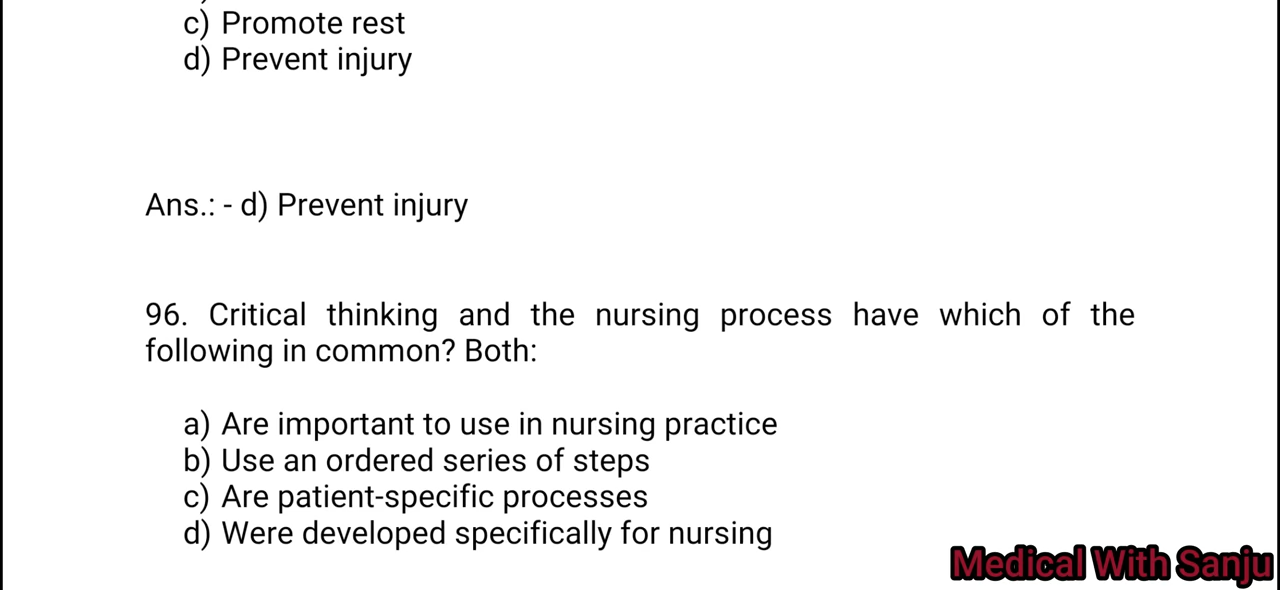 c) Promote rest
d) Prevent injury
Ans.: - d) Prevent injury
96. Critical thinking and the nursing process have which of the
following in common? Both:
a) Are important to use in nursing practice
b) Use an ordered series of steps
c) Are patient-specific processes
d) Were developed specifically for nursing
Medical With Sanju